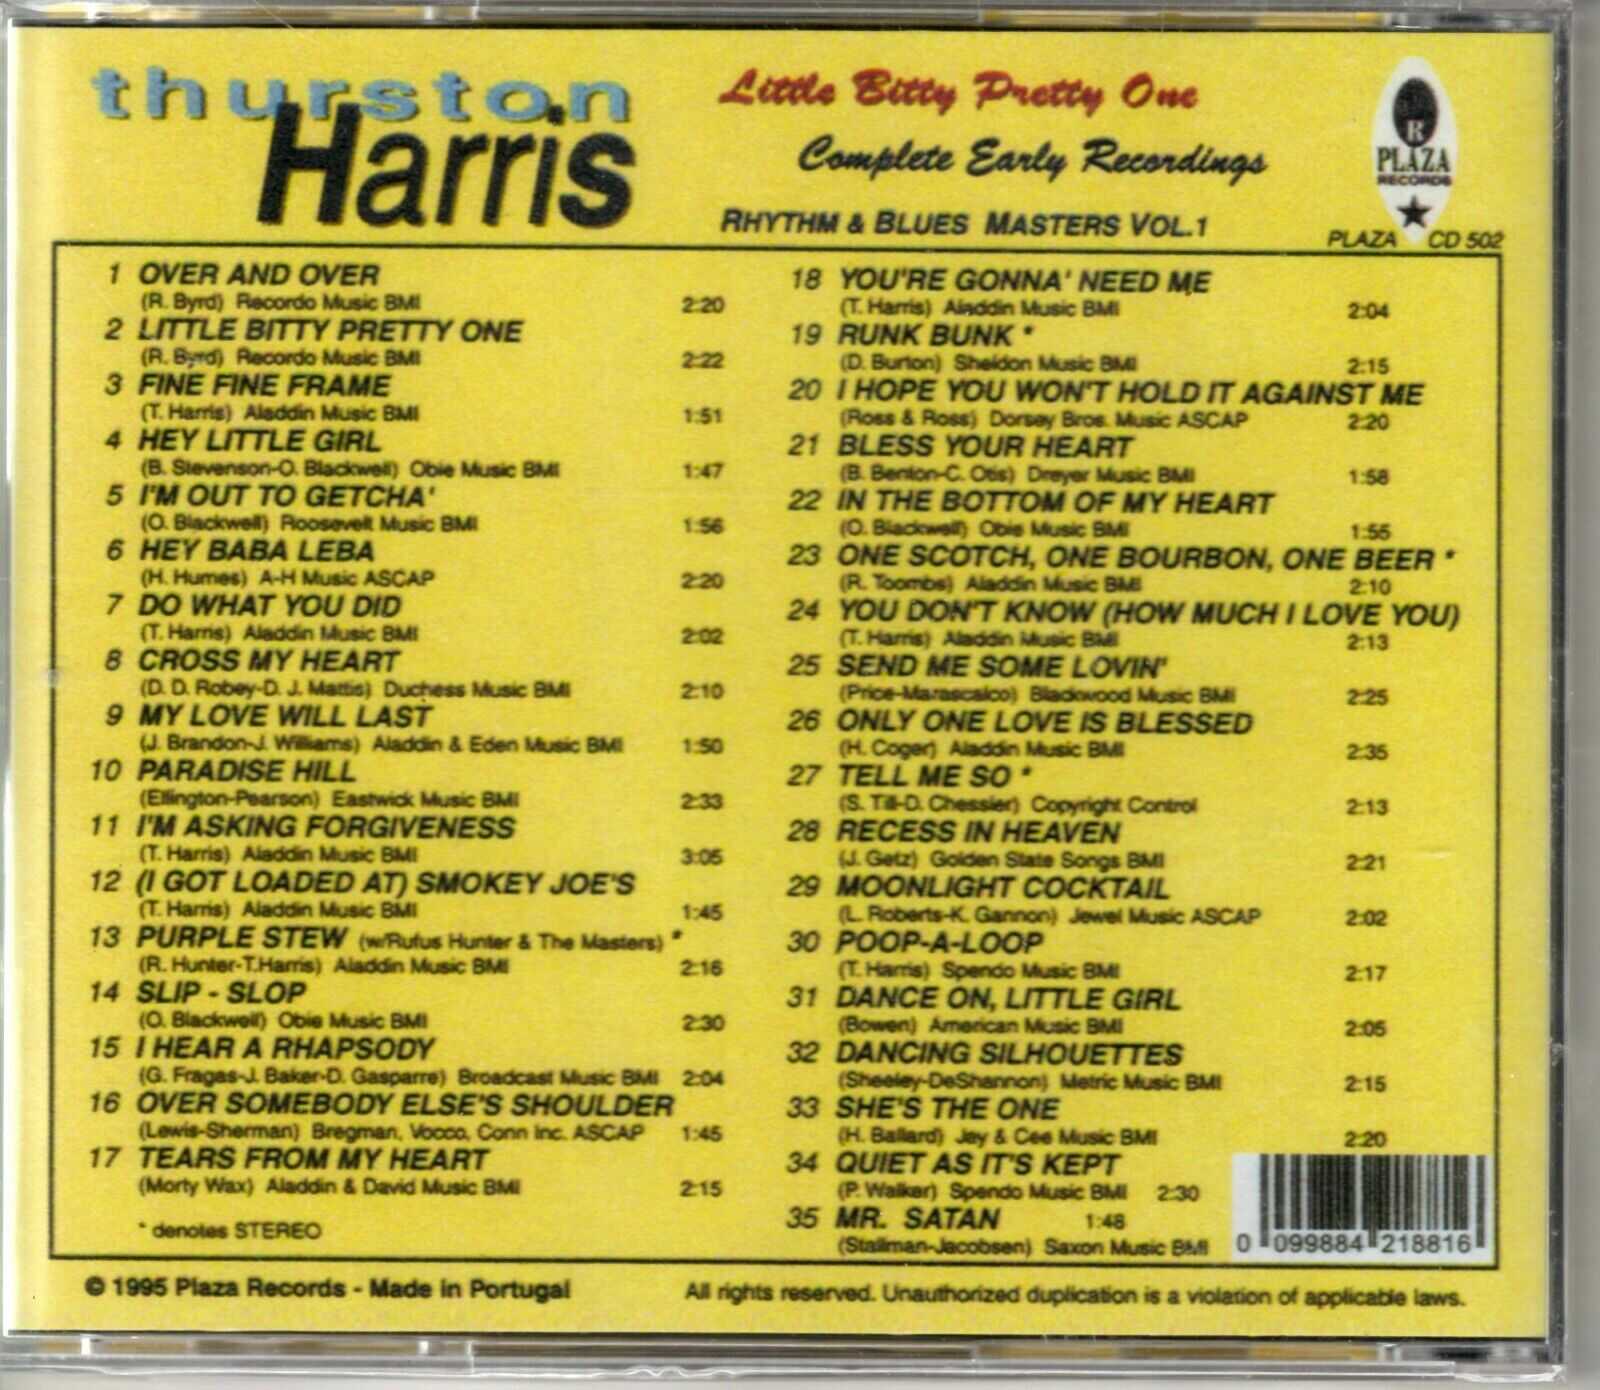 thurston
Harris
Little Bitty Pretty One
Complete Early Recordings
RHYTHM & BLUES MASTERS VOL.1
R
PLAZA
RECORDS
PLAZA CD 502
1 OVER AND OVER
(R. Byrd) Recordo Music BMI 2:20
2 LITTLE BITTY PRETTY ONE
(R. Byrd) Recordo Music BMI 2:22
3 FINE FINE FRAME
(T. Harris) Aladdin Music BMI 1:51
4 HEY LITTLE GIRL
(B. Stevenson-O. Blackwell) Obie Music BMI 1:47
5 I'M OUT TO GETCHA'
(O. Blackwell) Roosevelt Music BMI 1:56
6 HEY BABA LEBA
(H. Humes) A-H Music ASCAP 2:20
7 DO WHAT YOU DID
(T. Harris) Aladdin Music BMI 2:02
8 CROSS MY HEART
(D. D. Robey-D. J. Mattis) Duchess Music BMI 2:10
9 MY LOVE WILL LAST
(J. Brandon-J. Williams) Aladdin & Eden Music BMI 1:50
10 PARADISE HILL
(Ellington-Pearson) Eastwick Music BMI 2:33
11 I'M ASKING FORGIVENESS
(T. Harris) Aladdin Music BMI 3:05
12 (I GOT LOADED AT) SMOKEY JOE'S
(T. Harris) Aladdin Music BMI 1:45
13 PURPLE STEW (w/Rufus Hunter & The Masters) *
(R. Hunter-T.Harris) Aladdin Music BMI 2:16
14 SLIP - SLOP
(O. Blackwell) Obie Music BMI 2:30
15 I HEAR A RHAPSODY
(G. Fragas-J. Baker-D. Gasparre) Broadcast Music BMI 2:04
16 OVER SOMEBODY ELSE'S SHOULDER
(Lewis-Sherman) Bregman, Vocco, Conn Inc. ASCAP 1:45
17 TEARS FROM MY HEART
(Morty Wax) Aladdin & David Music BMI 2:15
* denotes STEREO
18 YOU'RE GONNA' NEED ME
(T. Harris) Aladdin Music BMI 2:04
19 RUNK BUNK *
(D. Burton) Sheldon Music BMI 2:15
20 I HOPE YOU WON'T HOLD IT AGAINST ME
(Ross & Ross) Dorsey Bros. Music ASCAP 2:20
21 BLESS YOUR HEART
(B. Benton-C. Otis) Dreyer Music BMI 1:58
22 IN THE BOTTOM OF MY HEART
(O. Blackwell) Obie Music BMI 1:55
23 ONE SCOTCH, ONE BOURBON, ONE BEER *
(R. Toombs) Aladdin Music BMI 2:10
24 YOU DON'T KNOW (HOW MUCH I LOVE YOU)
(T. Harris) Aladdin Music BMI 2:13
25 SEND ME SOME LOVIN'
(Price-Marascalco) Blackwood Music BMI 2:25
26 ONLY ONE LOVE IS BLESSED
(H. Coger) Aladdin Music BMI 2:35
27 TELL ME SO *
(S. Till-D. Chessler) Copyright Control 2:13
28 RECESS IN HEAVEN
(J. Getz) Golden State Songs BMI 2:21
29 MOONLIGHT COCKTAIL
(L. Roberts-K. Gannon) Jewel Music ASCAP 2:02
30 POOP-A-LOOP
(T. Harris) Spendo Music BMI 2:17
31 DANCE ON, LITTLE GIRL
(Bowen) American Music BMI 2:05
32 DANCING SILHOUETTES
(Sheeley-DeShannon) Metric Music BMI 2:15
33 SHE'S THE ONE
(H. Ballard) Jay & Cee Music BMI 2:20
34 QUIET AS IT'S KEPT
(P. Walker) Spendo Music BMI 2:30
35 MR. SATAN 1:48
(Stallman-Jacobsen) Saxon Music BMI
0 099884 218816
© 1995 Plaza Records - Made in Portugal
All rights reserved. Unauthorized duplication is a violation of applicable laws.